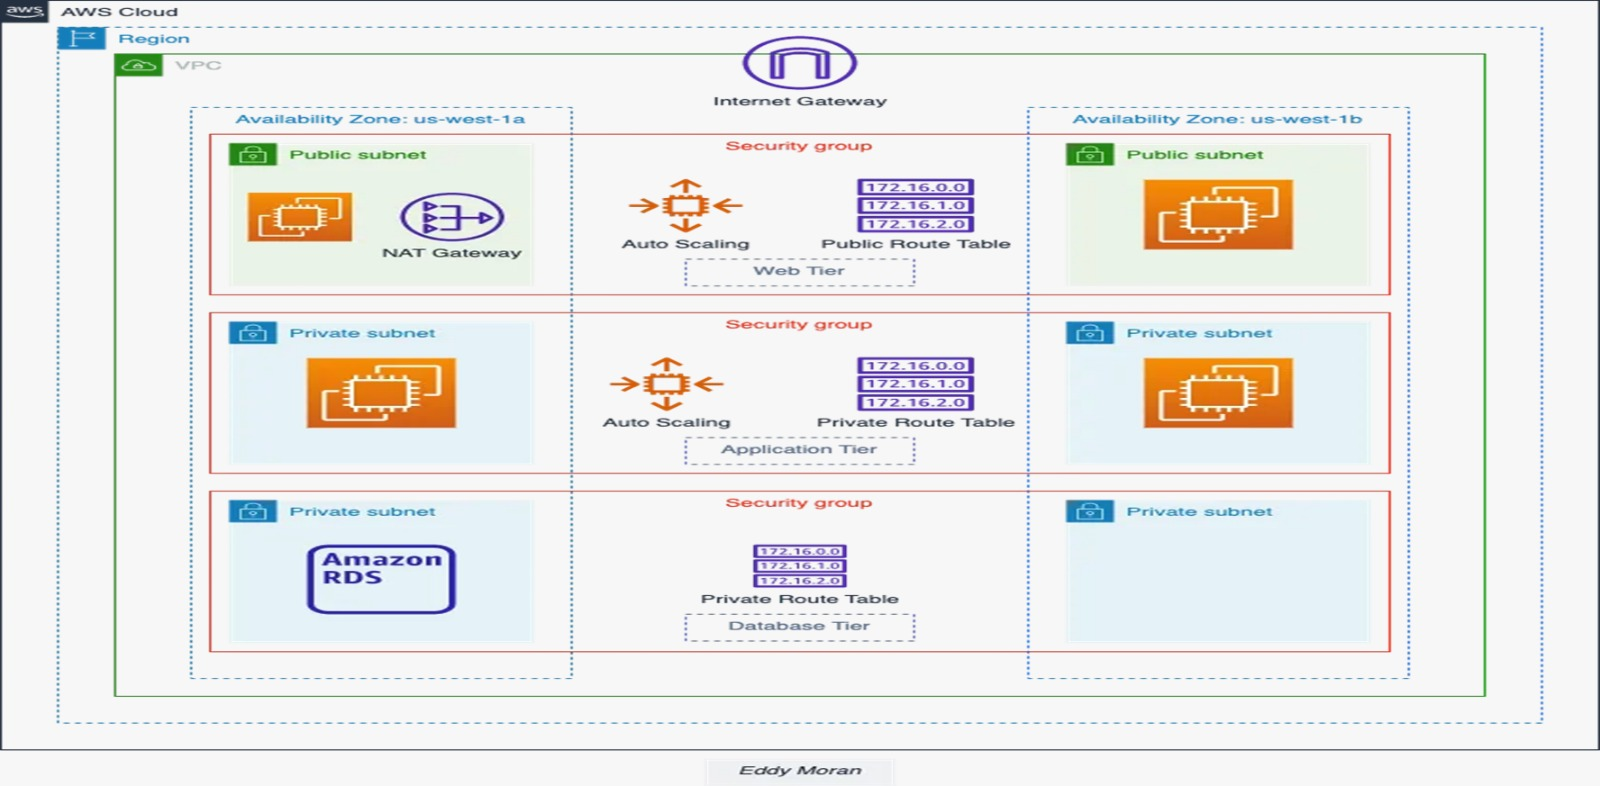 aws AWS Cloud
Region
VPC
Internet Gateway
Availability Zone: us-west-1a
Availability Zone: us-west-1b
Security group
Public subnet
Public subnet
172.16.0.0
172.16.1.0
172.16.2.0
NAT Gateway
Auto Scaling
Public Route Table
Web Tier
Security group
Private subnet
Private subnet
172.16.0.0
172.16.1.0
172.16.2.0
Auto Scaling
Private Route Table
Application Tier
Security group
Private subnet
Private subnet
Amazon
RDS
172.16.0.0
172.16.1.0
172.16.2.0
Private Route Table
Database Tier
Eddy Moran